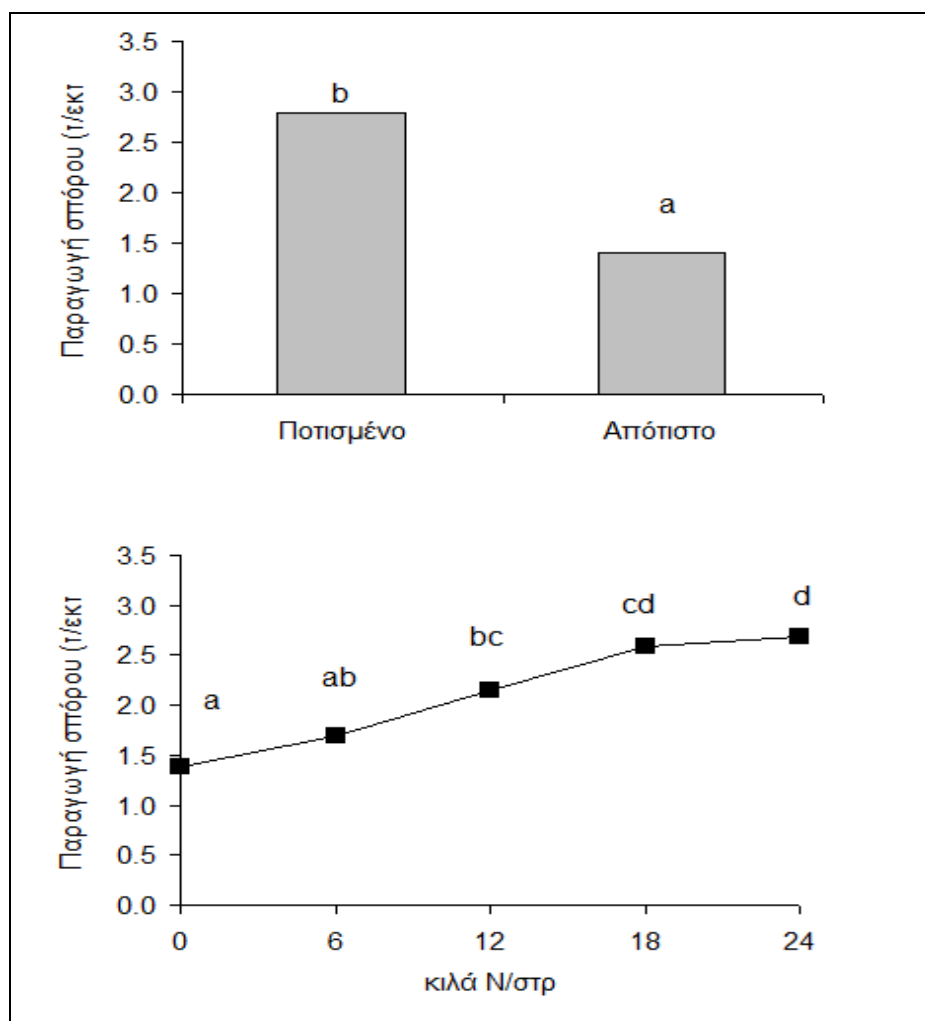 Παραγωγή σπόρου (τ/εκτ
3.5
3.0
2.5
2.0
1.5
1.0
0.5
0.0
b
a
Ποτισμένο
Απότιστο
Παραγωγή σπόρου (τ/εκτ
3.5
3.0
2.5
2.0
1.5
1.0
0.5
0.0
a
ab
bc
cd
d
0 6 12 18 24
κιλά Ν/στρ